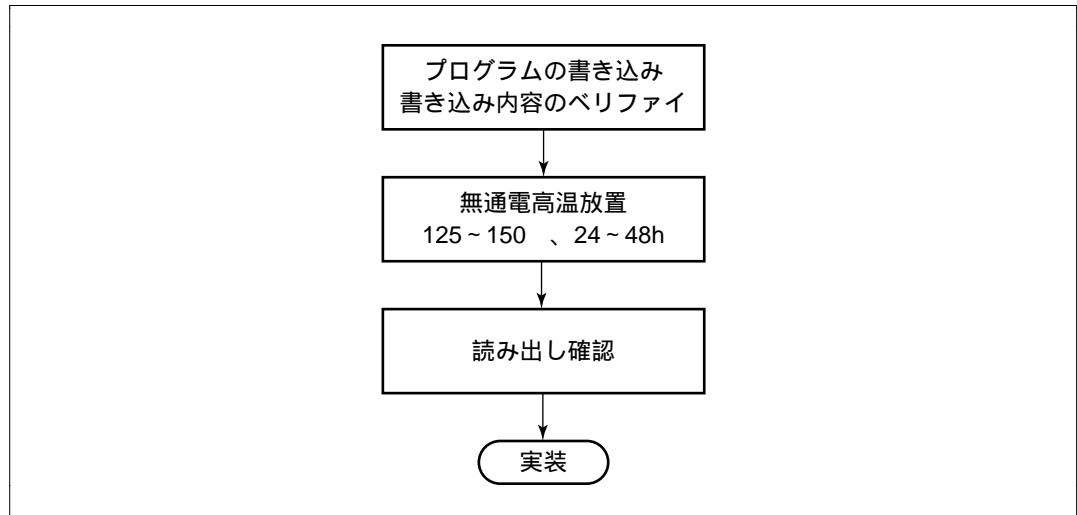 プログラムの書き込み
書き込み内容のベリファイ
無通電高温放置
125~150 、24~48h
読み出し確認
実装